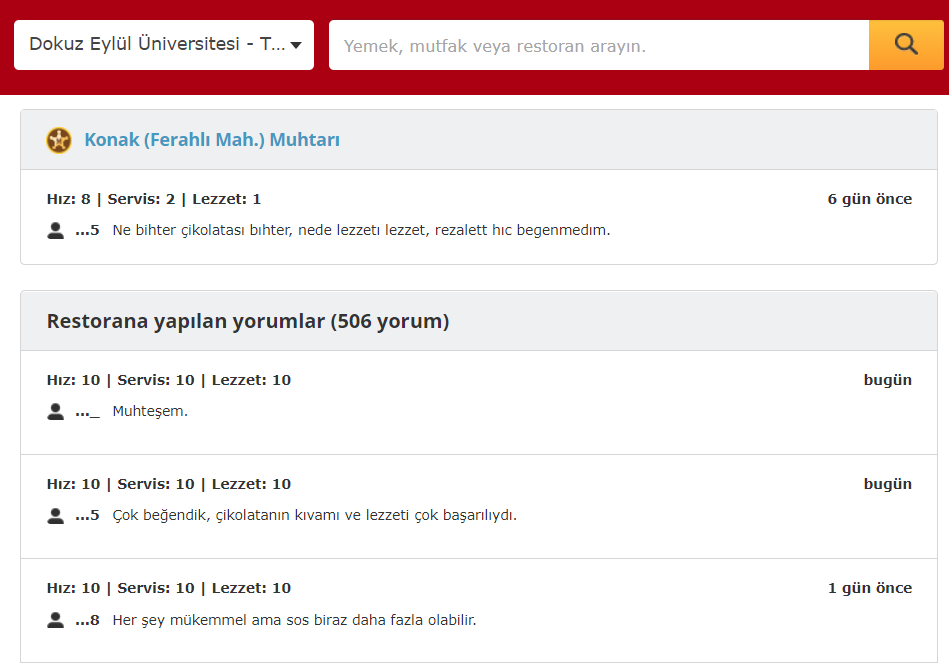 Dokuz Eylül Üniversitesi - T...
Yemek, mutfak veya restoran arayın.
Konak (Ferahlı Mah.) Muhtarı
Hız: 8 | Servis: 2 | Lezzet: 1 6 gün önce
...5 Ne bihter çikolatası bıhter, nede lezzetı lezzet, rezalett hıc begenmedım.
Restorana yapılan yorumlar (506 yorum)
Hız: 10 | Servis: 10 | Lezzet: 10 bugün
..._ Muhteşem.
Hız: 10 | Servis: 10 | Lezzet: 10 bugün
...5 Çok beğendik, çikolatanın kıvamı ve lezzeti çok başarılıydı.
Hız: 10 | Servis: 10 | Lezzet: 10 1 gün önce
...8 Her şey mükemmel ama sos biraz daha fazla olabilir.